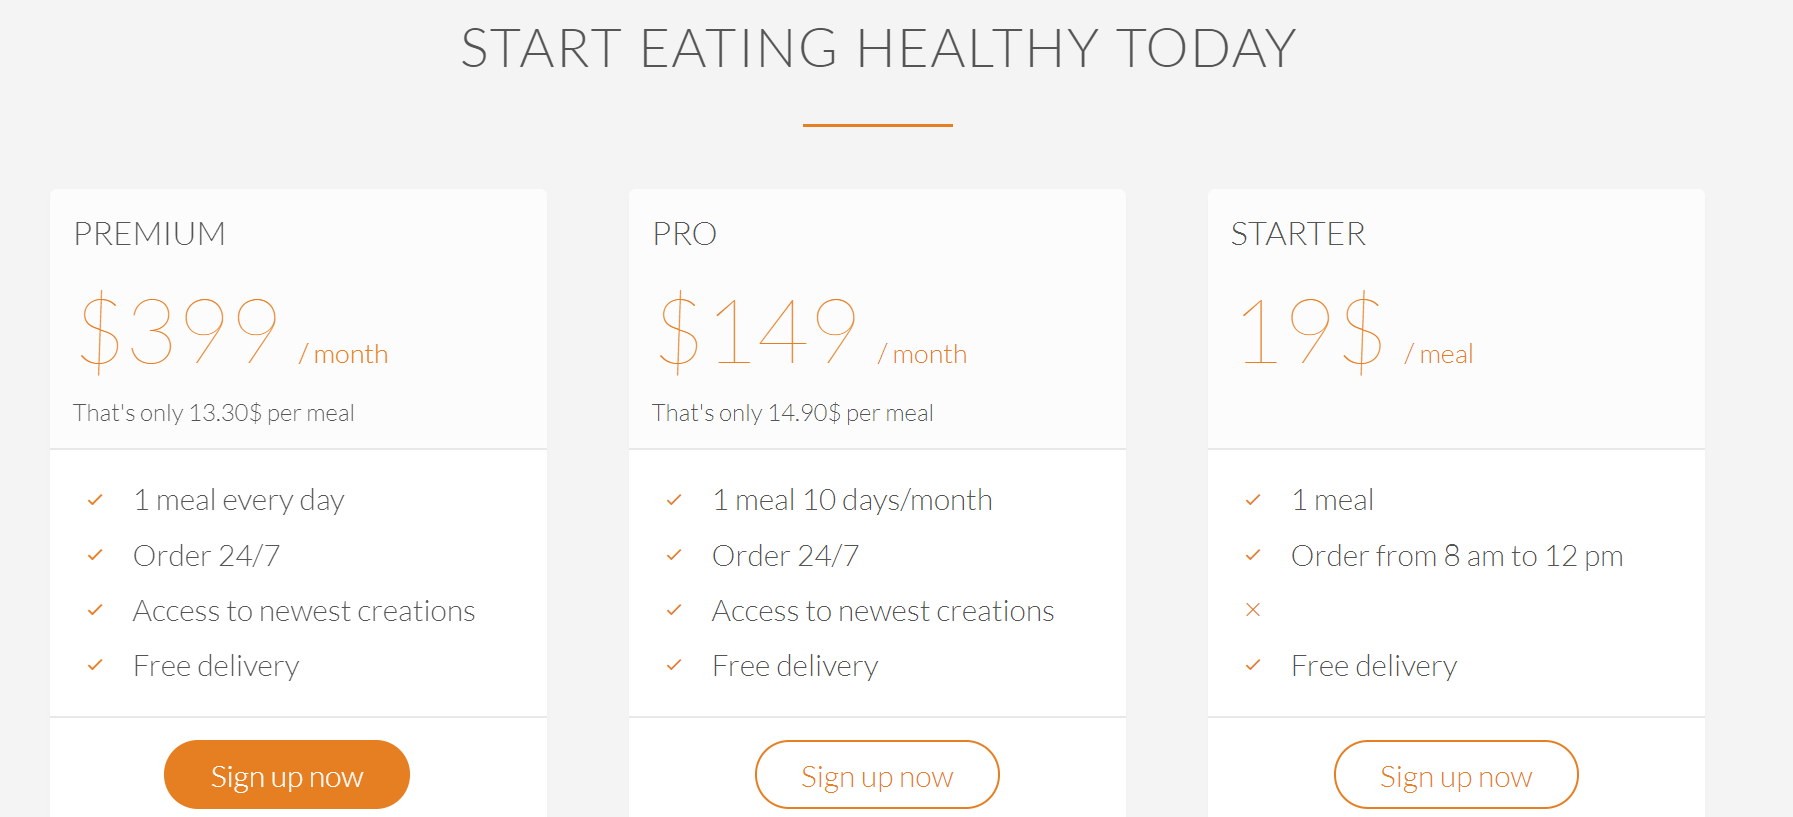 START EATING HEALTHY TODAY
PREMIUM
$399 / month
That's only 13.30$ per meal
1 meal every day
Order 24/7
Access to newest creations
Free delivery
Sign up now
PRO
$149 / month
That's only 14.90$ per meal
1 meal 10 days/month
Order 24/7
Access to newest creations
Free delivery
Sign up now
STARTER
19$ / meal
1 meal
Order from 8 am to 12 pm
Free delivery
Sign up now